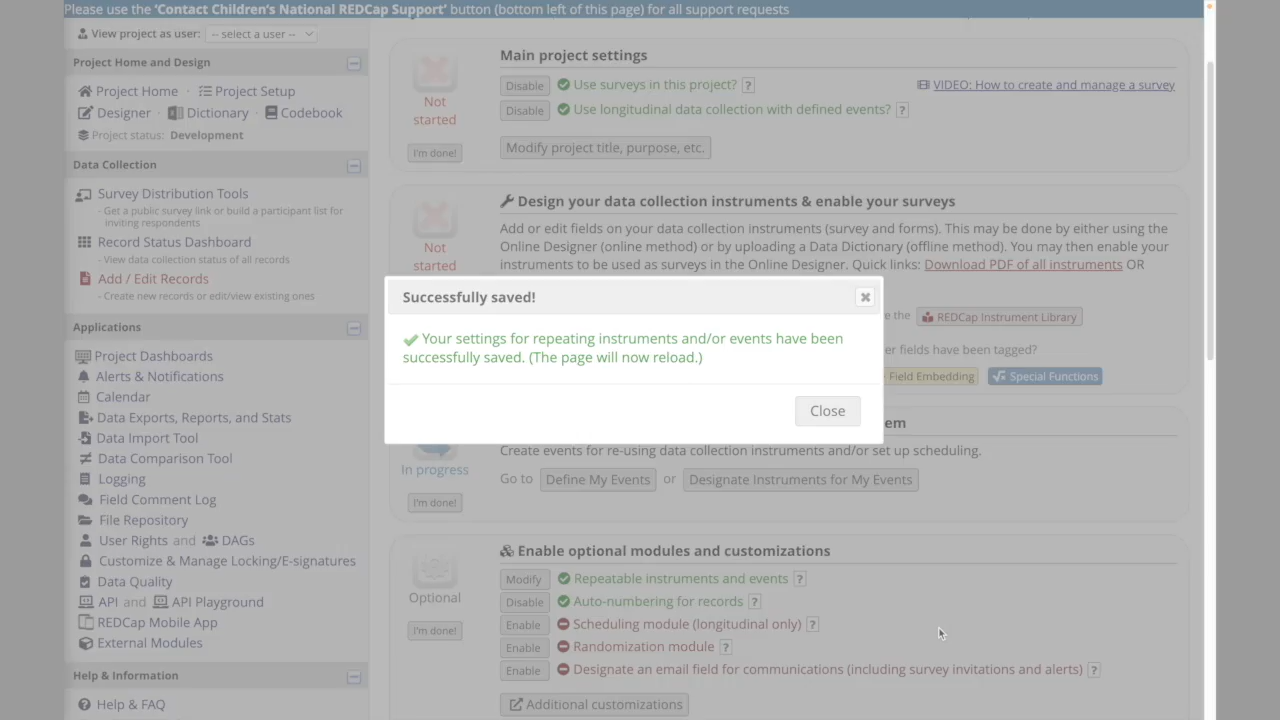 Please use the 'Contact Children's National REDCap Support' button (bottom left of this page) for all support requests
View project as user: -- select a user --
Project Home and Design
Project Home · Project Setup
Designer · Dictionary · Codebook
Project status: Development
Data Collection
Survey Distribution Tools
- Get a public survey link or build a participant list for
inviting respondents
Record Status Dashboard
- View data collection status of all records
Add / Edit Records
- Create new records or edit/view existing ones
Applications
Project Dashboards
Alerts & Notifications
Calendar
Data Exports, Reports, and Stats
Data Import Tool
Data Comparison Tool
Logging
Field Comment Log
File Repository
User Rights and DAGs
Customize & Manage Locking/E-signatures
Data Quality
API and API Playground
REDCap Mobile App
External Modules
Help & Information
Help & FAQ
Main project settings
Not
started
I'm done!
Disable Use surveys in this project? ?
VIDEO: How to create and manage a survey
Disable Use longitudinal data collection with defined events? ?
Modify project title, purpose, etc.
Design your data collection instruments & enable your surveys
Not
started
Add or edit fields on your data collection instruments (survey and forms). This may be done by either using the
Online Designer (online method) or by uploading a Data Dictionary (offline method). You may then enable your
instruments to be used as surveys in the Online Designer. Quick links: Download PDF of all instruments OR
e the REDCap Instrument Library
er fields have been tagged?
Field Embedding Special Functions
Successfully saved!
Your settings for repeating instruments and/or events have been
successfully saved. (The page will now reload.)
Close
em
In progress
I'm done!
Create events for re-using data collection instruments and/or set up scheduling.
Go to Define My Events or Designate Instruments for My Events
Enable optional modules and customizations
Optional
I'm done!
Modify Repeatable instruments and events ?
Disable Auto-numbering for records ?
Enable Scheduling module (longitudinal only) ?
Enable Randomization module ?
Enable Designate an email field for communications (including survey invitations and alerts) ?
Additional customizations